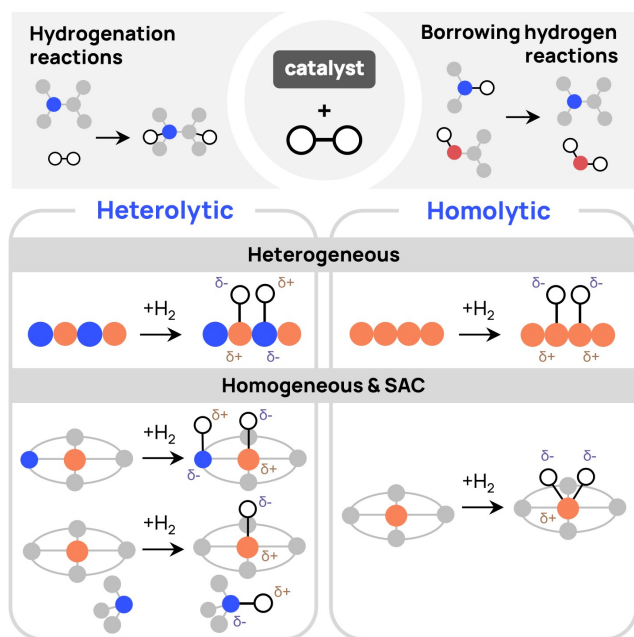 Hydrogenation
reactions
catalyst
+
Borrowing hydrogen
reactions
Heterolytic
Homolytic
Heterogeneous
+H₂
δ-
δ+
δ+
δ-
+H₂
δ-
δ-
δ+
δ+
Homogeneous & SAC
+H₂
δ+
δ-
δ-
δ+
+H₂
δ-
δ+
δ+
δ-
+H₂
δ-
δ-
δ+